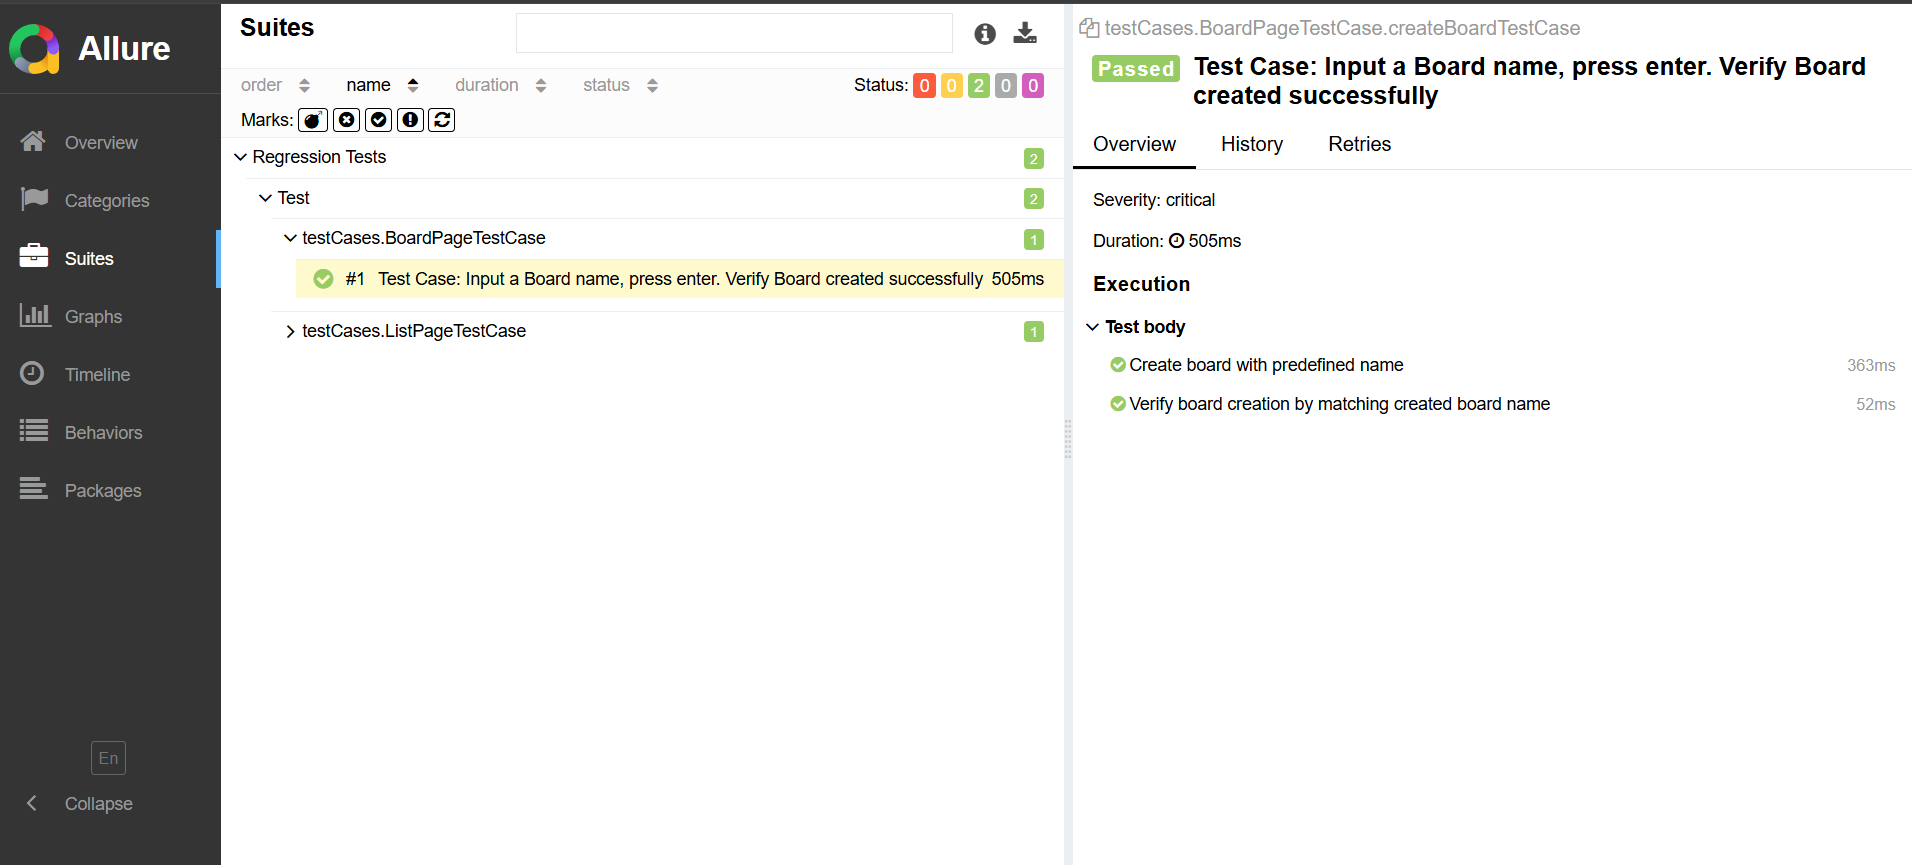 Allure
Overview
Categories
Suites
Graphs
Timeline
Behaviors
Packages
En
Collapse
Suites
order name duration status Status: 0 0 2 0 0
Marks:
Regression Tests 2
Test 2
testCases.BoardPageTestCase 1
#1 Test Case: Input a Board name, press enter. Verify Board created successfully 505ms
testCases.ListPageTestCase 1
testCases.BoardPageTestCase.createBoardTestCase
Passed Test Case: Input a Board name, press enter. Verify Board
created successfully
Overview History Retries
Severity: critical
Duration: 505ms
Execution
Test body
Create board with predefined name 363ms
Verify board creation by matching created board name 52ms